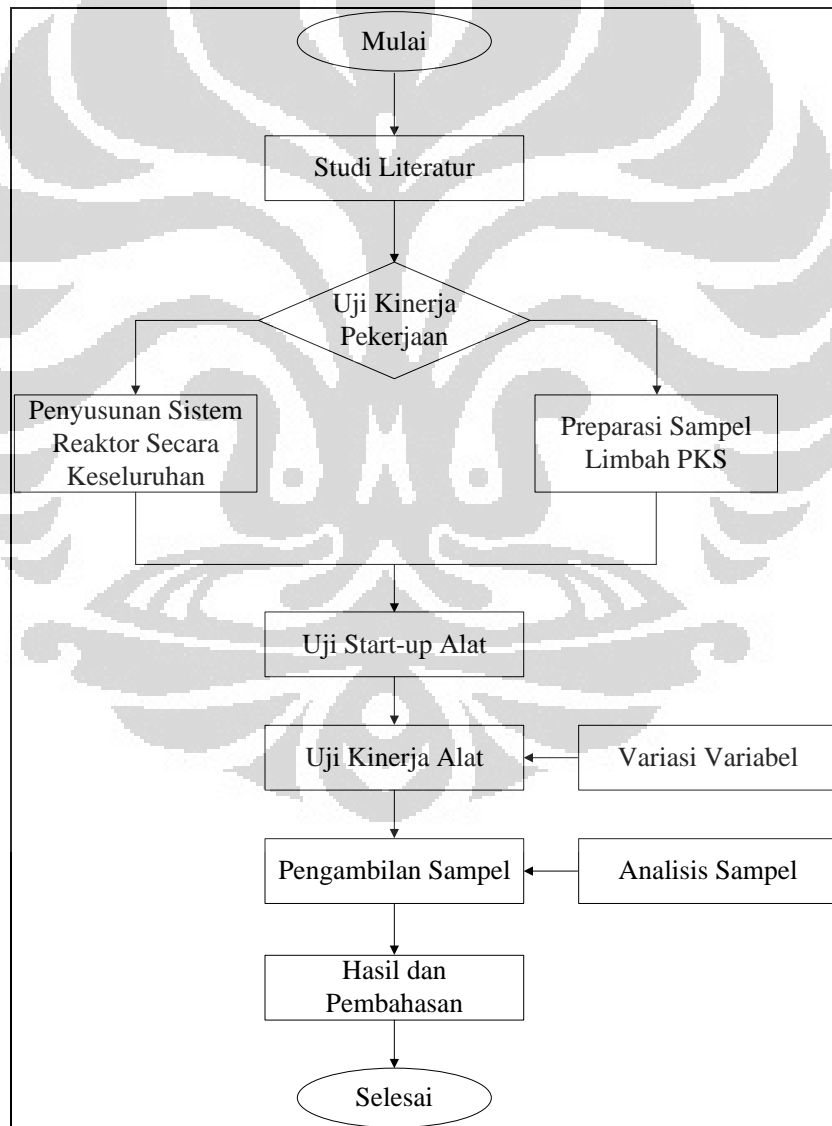 Mulai
Studi Literatur
Uji Kinerja
Pekerjaan
Penyusunan Sistem
Reaktor Secara
Keseluruhan
Preparasi Sampel
Limbah PKS
Uji Start-up Alat
Uji Kinerja Alat
Variasi Variabel
Pengambilan Sampel
Analisis Sampel
Hasil dan
Pembahasan
Selesai